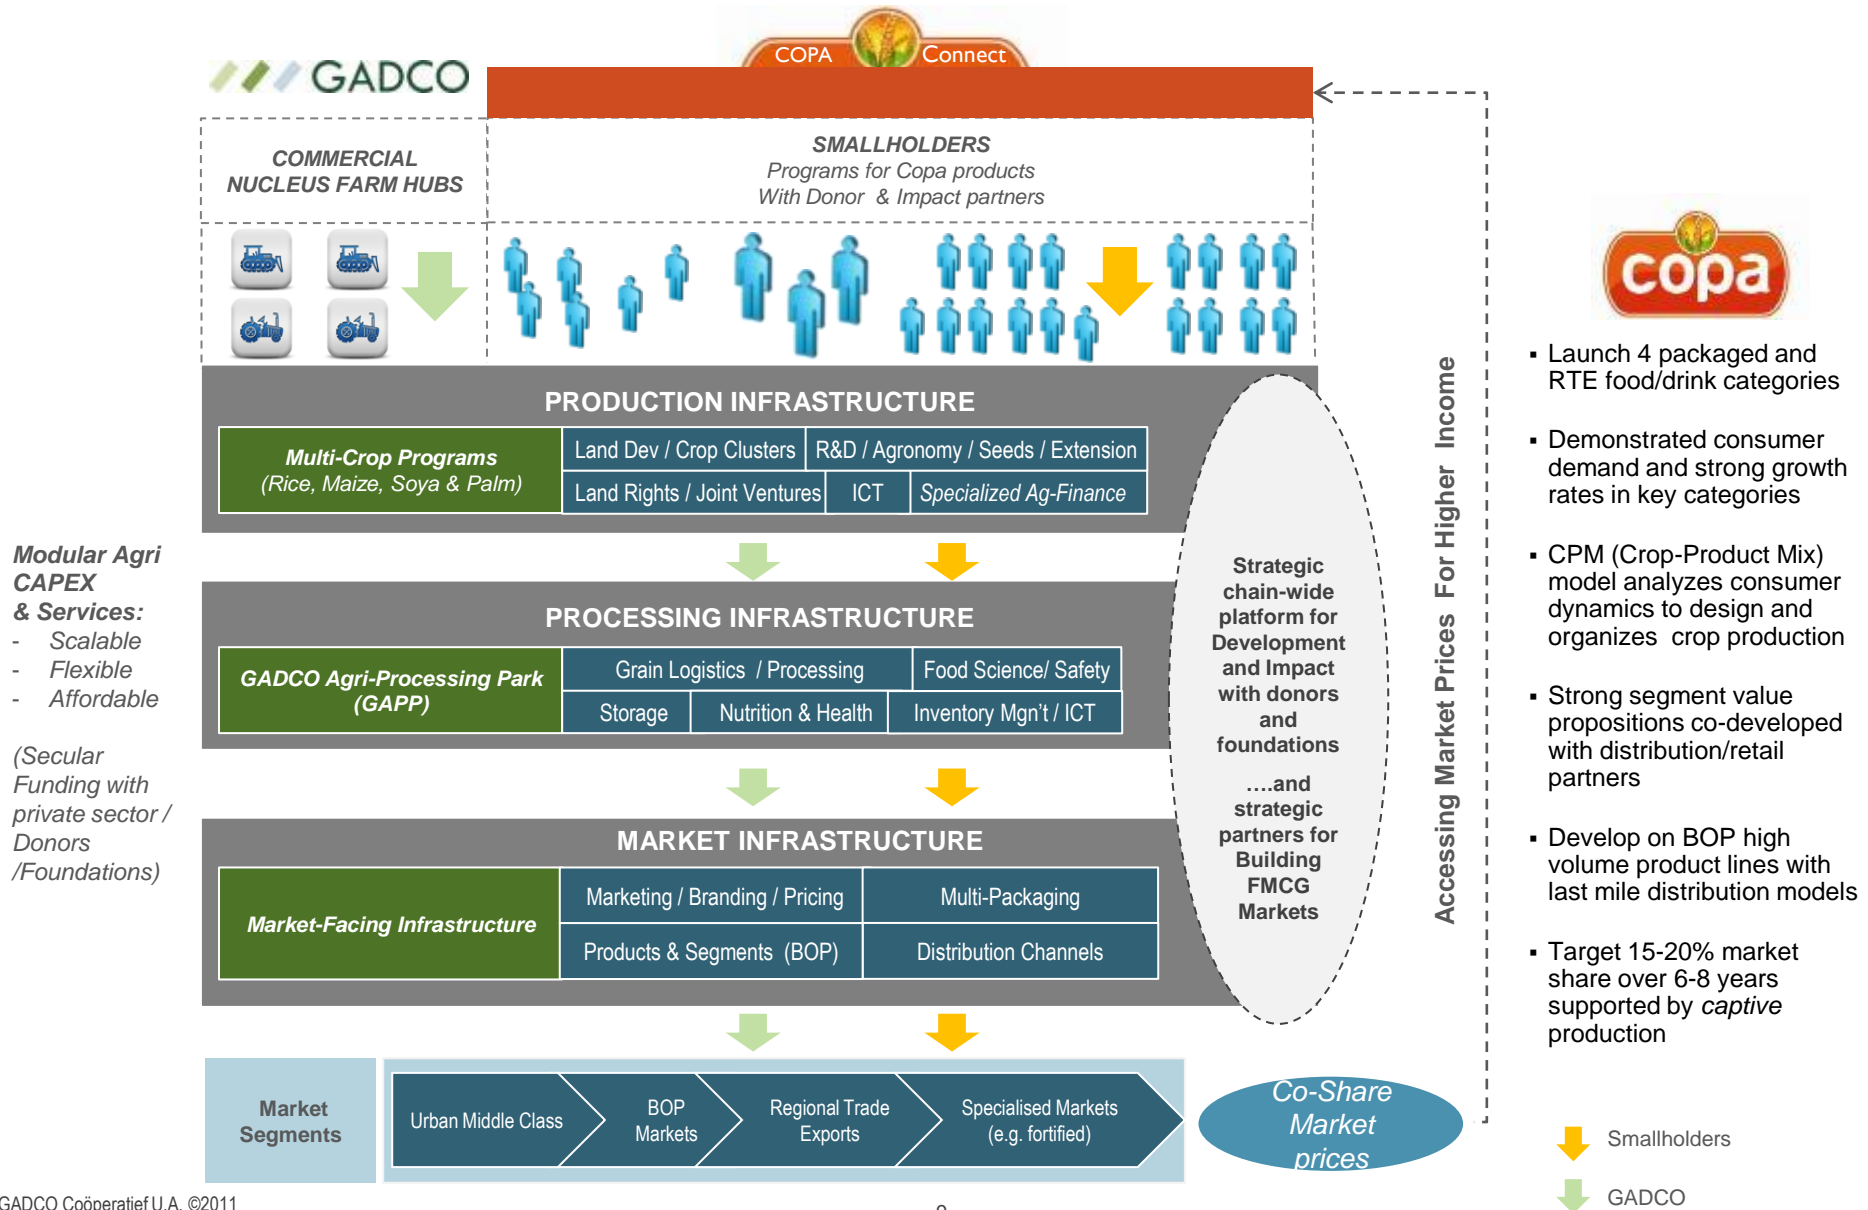 GADCO
COPA Connect
COMMERCIAL
NUCLEUS FARM HUBS
SMALLHOLDERS
Programs for Copa products
With Donor & Impact partners
PRODUCTION INFRASTRUCTURE
Multi-Crop Programs
(Rice, Maize, Soya & Palm)
Land Dev / Crop Clusters
R&D / Agronomy / Seeds / Extension
Land Rights / Joint Ventures
ICT
Specialized Ag-Finance
PROCESSING INFRASTRUCTURE
GADCO Agri-Processing Park
(GAPP)
Grain Logistics / Processing
Food Science/ Safety
Storage
Nutrition & Health
Inventory Mgn't / ICT
MARKET INFRASTRUCTURE
Market-Facing Infrastructure
Marketing / Branding / Pricing
Multi-Packaging
Products & Segments (BOP)
Distribution Channels
Market
Segments
Urban Middle Class
BOP
Markets
Regional Trade
Exports
Specialised Markets
(e.g. fortified)
Co-Share
Market
prices
Modular Agri
CAPEX
& Services:
- Scalable
- Flexible
- Affordable
(Secular
Funding with
private sector /
Donors
/Foundations)
Strategic
chain-wide
platform for
Development
and Impact
with donors
and
foundations
….and
strategic
partners for
Building
FMCG
Markets
Accessing Market Prices For Higher Income
copa
▪ Launch 4 packaged and
RTE food/drink categories
▪ Demonstrated consumer
demand and strong growth
rates in key categories
▪ CPM (Crop-Product Mix)
model analyzes consumer
dynamics to design and
organizes crop production
▪ Strong segment value
propositions co-developed
with distribution/retail
partners
▪ Develop on BOP high
volume product lines with
last mile distribution models
▪ Target 15-20% market
share over 6-8 years
supported by captive
production
Smallholders
GADCO
GADCO Coöperatief U.A. ©2011